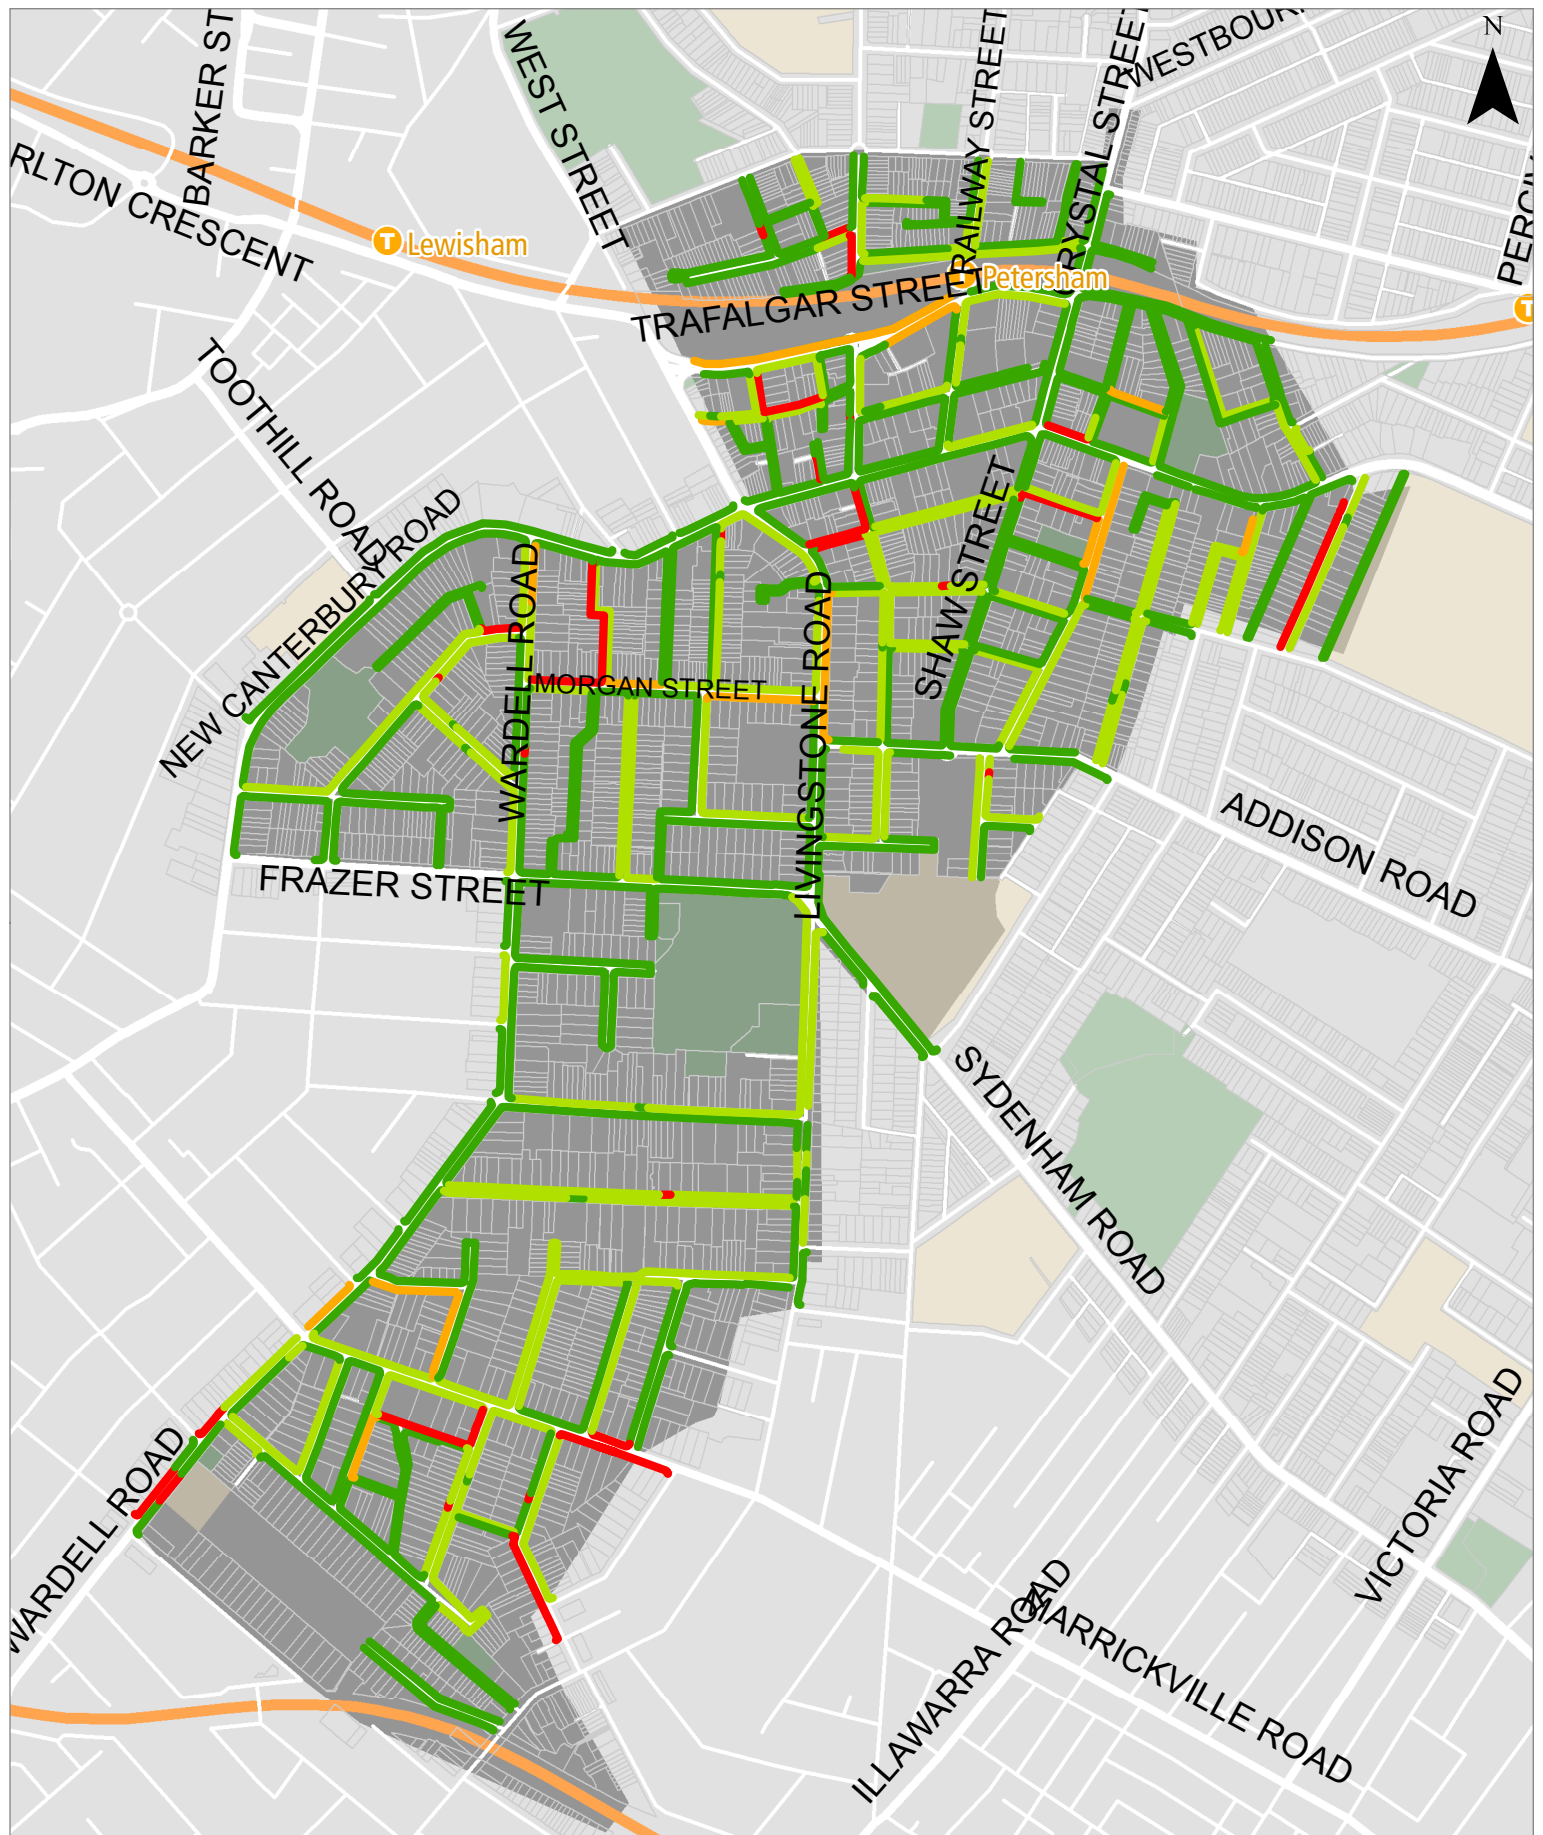 BARKER ST
WEST STREET
RAILWAY STREET
CRYSTAL STREET
WESTBOUR
N
RLTON CRESCENT
T Lewisham
PERCIV
TRAFALGAR STREET
Petersham
T
TOOTHILL ROAD
NEW CANTERBURY ROAD
SHAW STREET
WARDELL ROAD
MORGAN STREET
LIVINGSTONE ROAD
ADDISON ROAD
FRAZER STREET
SYDENHAM ROAD
VICTORIA ROAD
WARDELL ROAD
ILLAWARRA ROAD
MARRICKVILLE ROAD